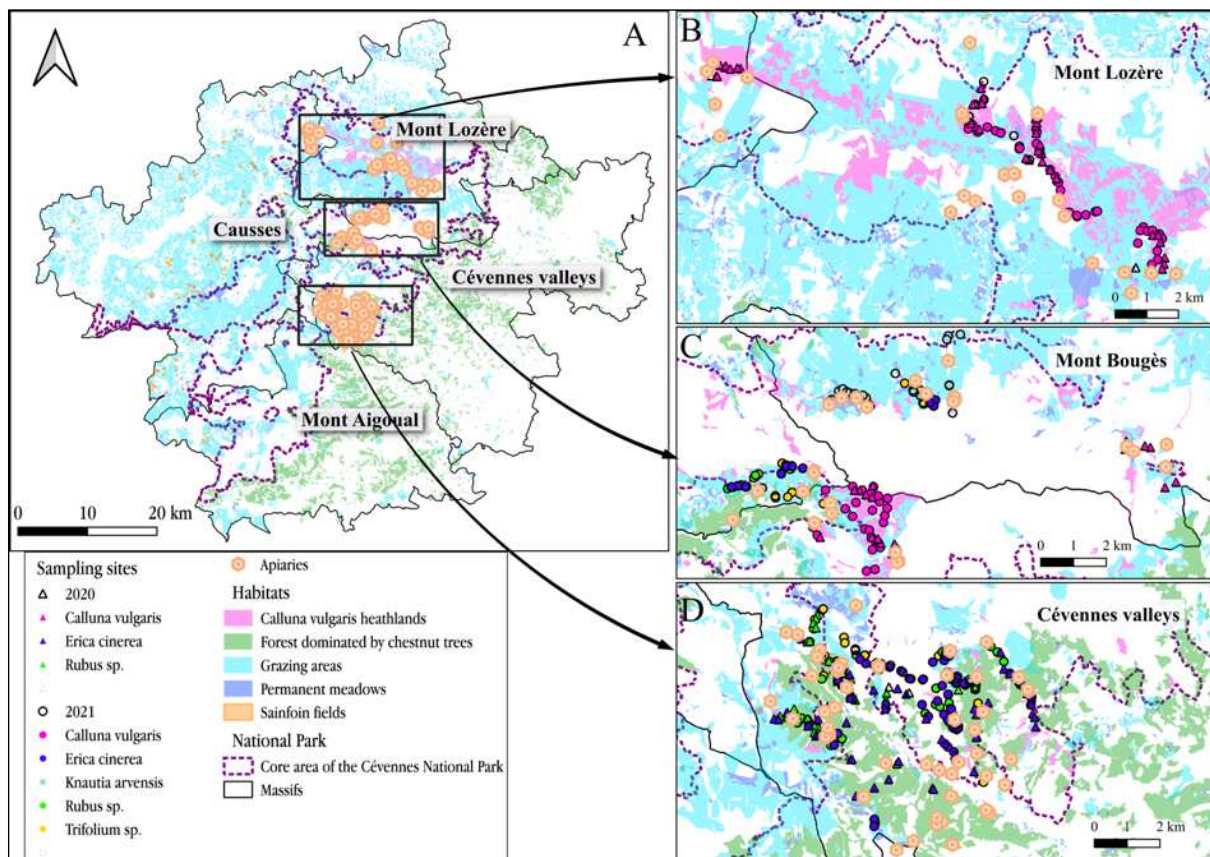 A
Mont Lozère
Causses
Cévennes valleys
Mont Aigoual
0 10 20 km
B
Mont Lozère
0 1 2 km
C
Mont Bougès
0 1 2 km
D
Cévennes valleys
0 1 2 km
Sampling sites
2020
Calluna vulgaris
Erica cinerea
Rubus sp.
2021
Calluna vulgaris
Erica cinerea
Knautia arvensis
Rubus sp.
Trifolium sp.
Apiaries
Habitats
Calluna vulgaris heathlands
Forest dominated by chestnut trees
Grazing areas
Permanent meadows
Sainfoin fields
National Park
Core area of the Cévennes National Park
Massifs